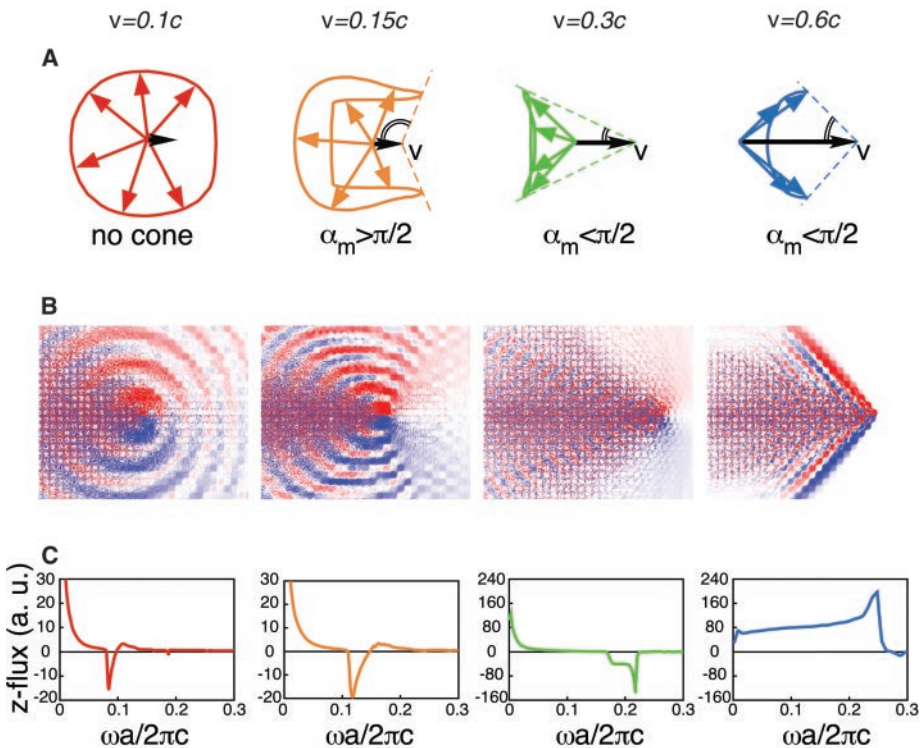 v=0.1c v=0.15c v=0.3c v=0.6c
A
v v v
no cone αm>π/2 αm<π/2 αm<π/2
B
C
z-flux (a. u.)
30 30 240 240
20 20 160 160
10 10 80 80
0 0 0 0
-10 -10 -80 -80
-20 -20 -160 -160
0 0.1 0.2 0.3 0 0.1 0.2 0.3 0 0.1 0.2 0.3 0 0.1 0.2 0.3
ωa/2πc ωa/2πc ωa/2πc ωa/2πc